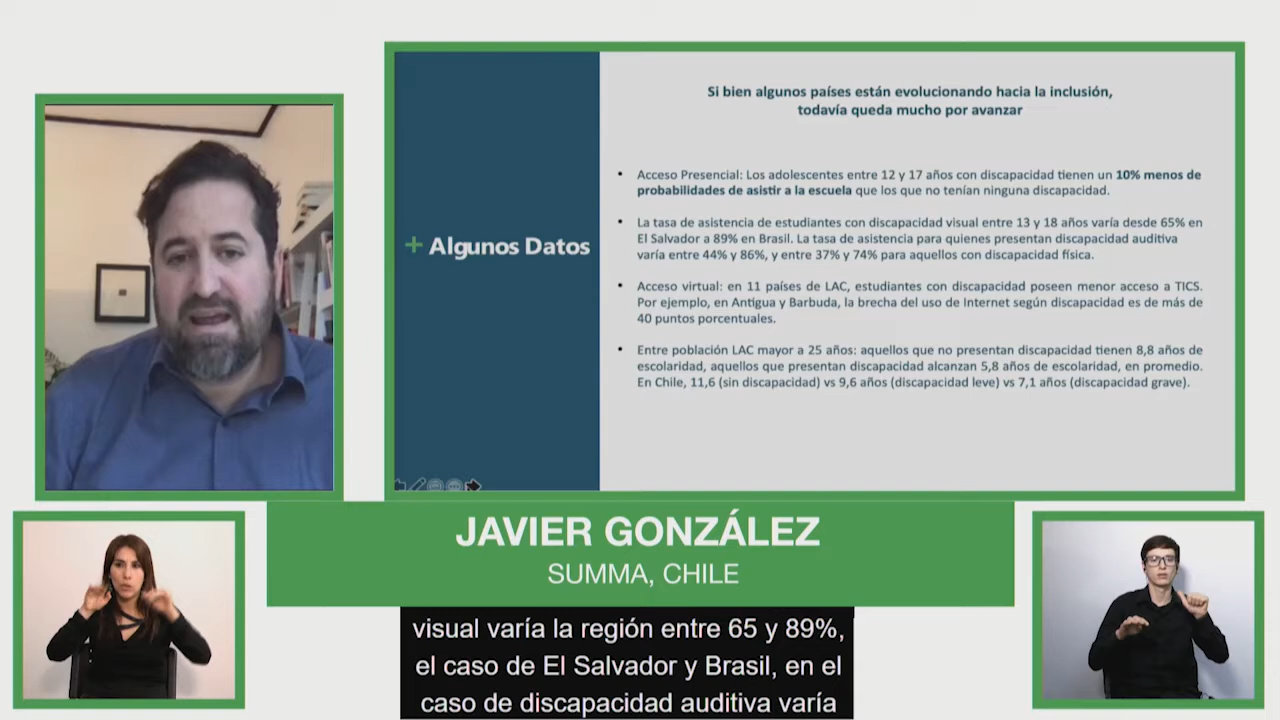 Si bien algunos países están evolucionando hacia la inclusión,
todavía queda mucho por avanzar
+ Algunos Datos
• Acceso Presencial: Los adolescentes entre 12 y 17 años con discapacidad tienen un 10% menos de
probabilidades de asistir a la escuela que los que no tenían ninguna discapacidad.
• La tasa de asistencia de estudiantes con discapacidad visual entre 13 y 18 años varía desde 65% en
El Salvador a 89% en Brasil. La tasa de asistencia para quienes presentan discapacidad auditiva
varía entre 44% y 86%, y entre 37% y 74% para aquellos con discapacidad física.
• Acceso virtual: en 11 países de LAC, estudiantes con discapacidad poseen menor acceso a TICS.
Por ejemplo, en Antigua y Barbuda, la brecha del uso de Internet según discapacidad es de más de
40 puntos porcentuales.
• Entre población LAC mayor a 25 años: aquellos que no presentan discapacidad tienen 8,8 años de
escolaridad, aquellos que presentan discapacidad alcanzan 5,8 años de escolaridad, en promedio.
En Chile, 11,6 (sin discapacidad) vs 9,6 años (discapacidad leve) vs 7,1 años (discapacidad grave).
JAVIER GONZÁLEZ
SUMMA, CHILE
visual varía la región entre 65 y 89%,
el caso de El Salvador y Brasil, en el
caso de discapacidad auditiva varía